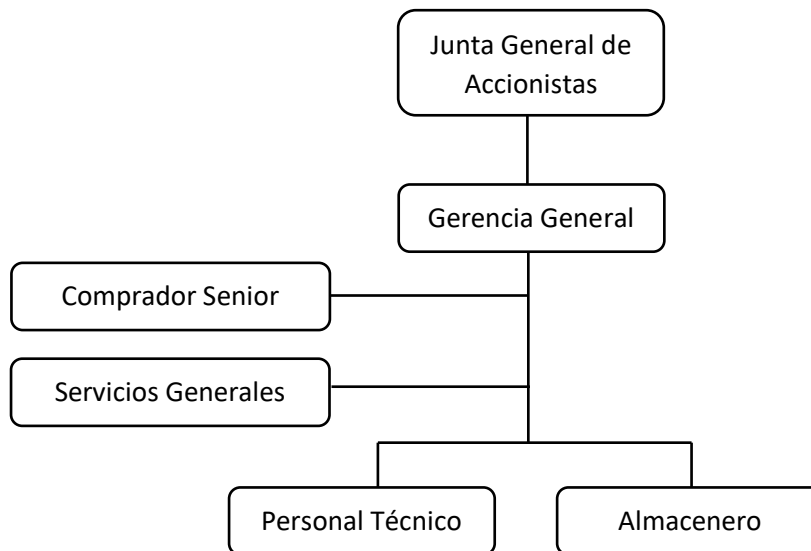 Junta General de
Accionistas
Gerencia General
Comprador Senior
Servicios Generales
Personal Técnico
Almacenero